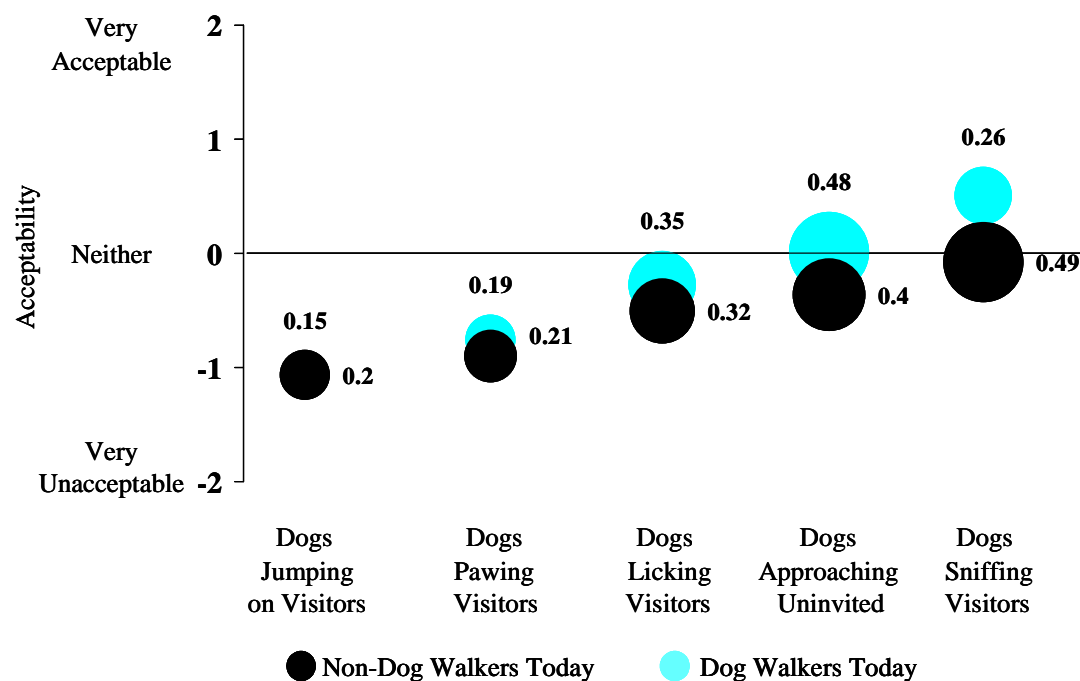 Very
Acceptable
2
1
Acceptability
Neither
0
-1
Very
Unacceptable
-2
0.15
0.2
0.19
0.21
0.35
0.32
0.48
0.4
0.26
0.49
Dogs
Jumping
on Visitors
Dogs
Pawing
Visitors
Dogs
Licking
Visitors
Dogs
Approaching
Uninvited
Dogs
Sniffing
Visitors
Non-Dog Walkers Today
Dog Walkers Today